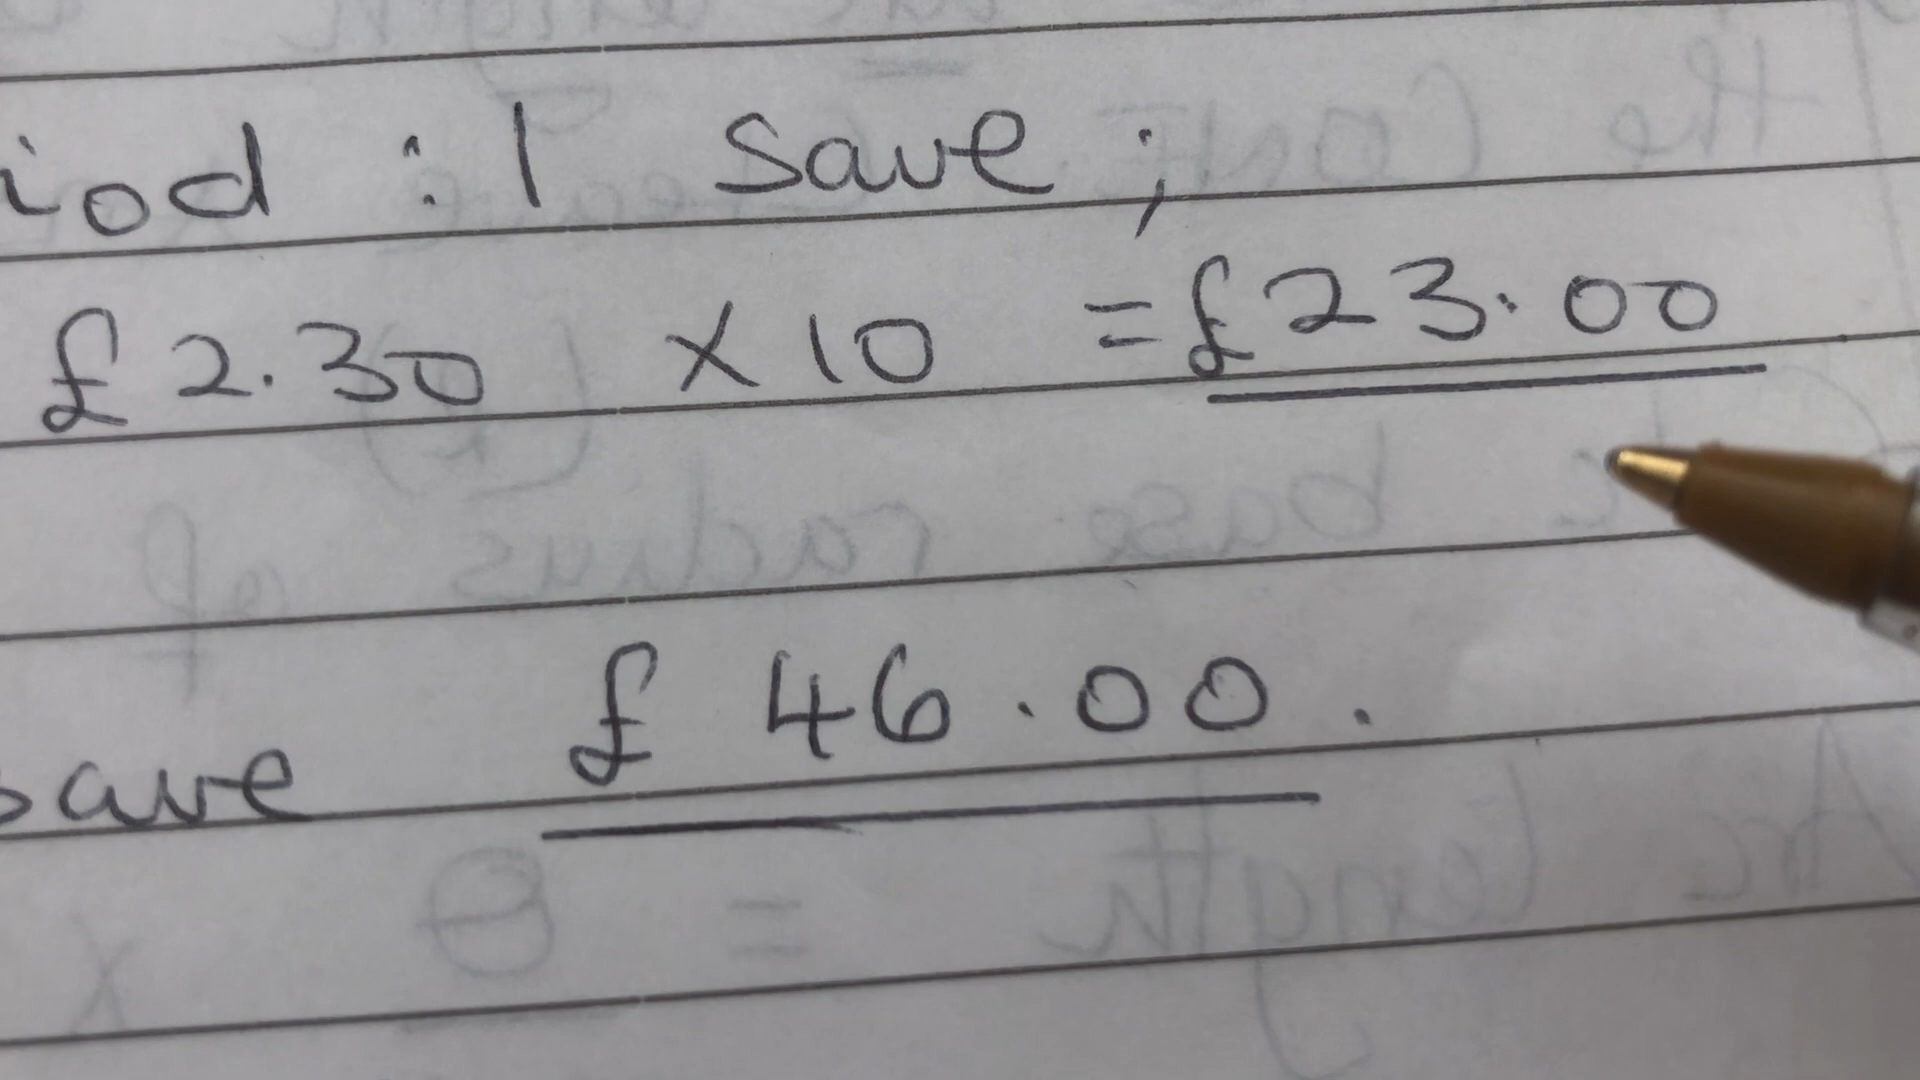 iod : I save ;
£ 2.30 × 10 = £23.00
save £ 46.00.